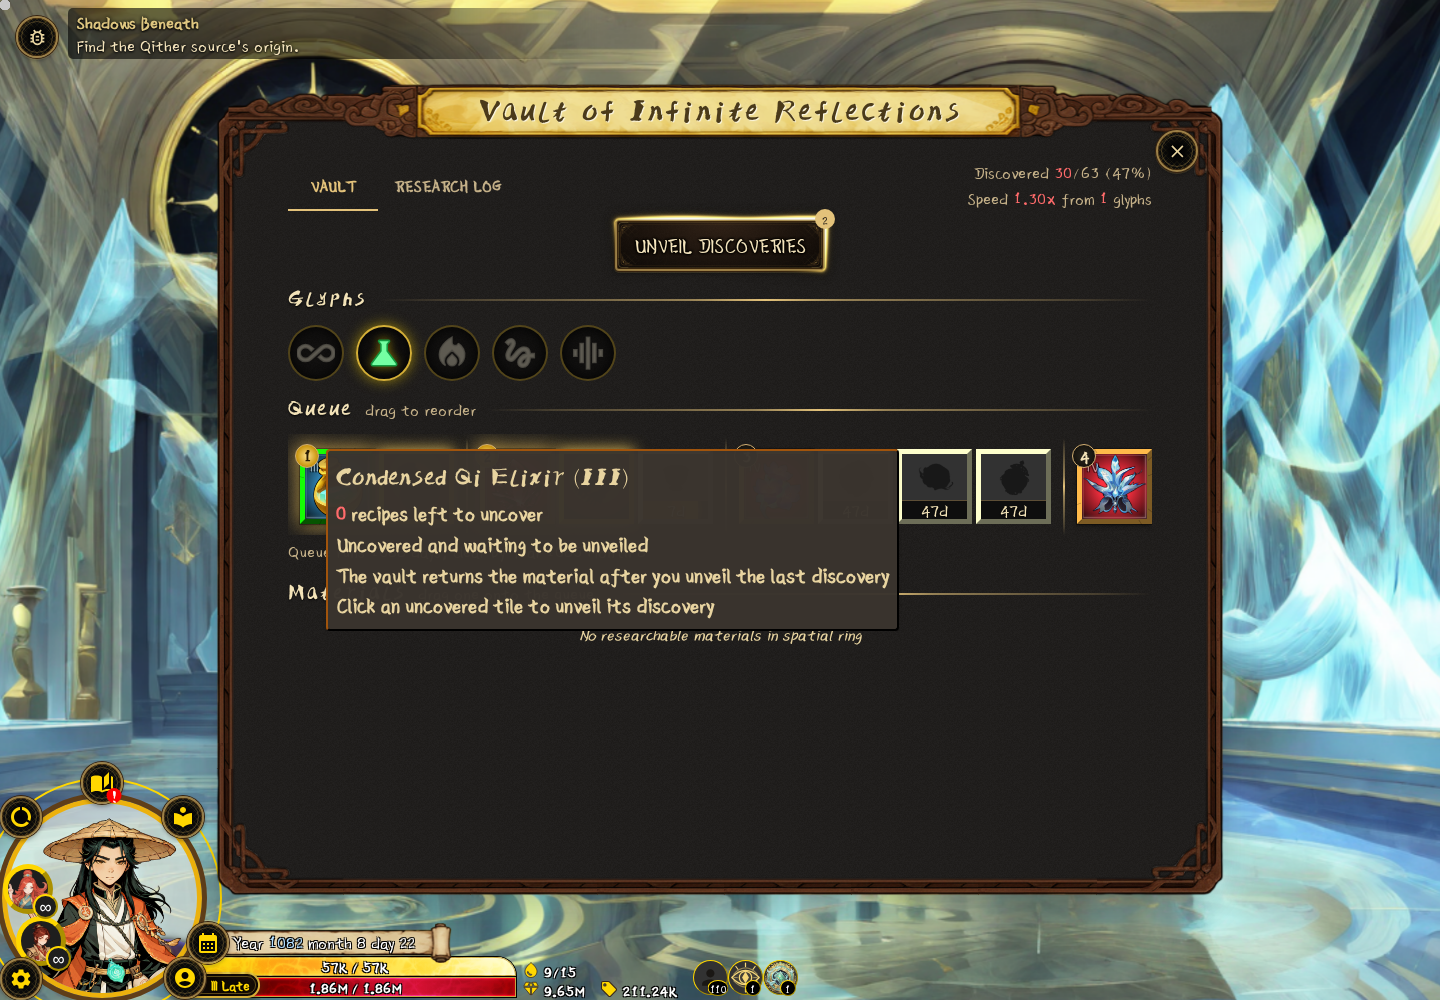 Shadows Beneath
Find the Qither source's origin.
Vault of Infinite Reflections
VAULT
RESEARCH LOG
Discovered 30/63 (47%)
Speed 1.30x from 1 glyphs
2
UNVEIL DISCOVERIES
Glyphs
Queue drag to reorder
1
4
47d
47d
Condensed Qi Elixir (III)
0 recipes left to uncover
Uncovered and waiting to be unveiled
The vault returns the material after you unveil the last discovery
Click an uncovered tile to unveil its discovery
No researchable materials in spatial ring
Year 1082 month 8 day 22
57k / 57k
1.86M / 1.86M
III Late
9/15
9.65M
211.24k
110
1
1